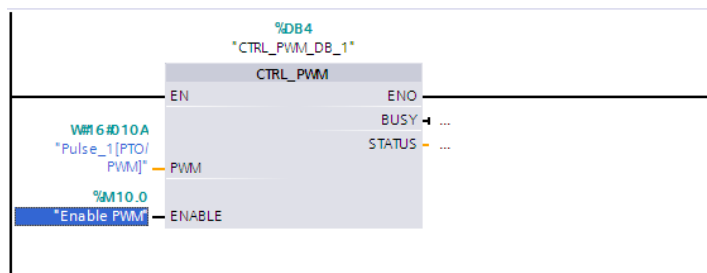 %DB4
"CTRL_PWM_DB_1"
CTRL_PWM
EN ENO
BUSY ...
W#16#010A STATUS ...
"Pulse_1[PTO/
PWM]" PWM
%M10.0
"Enable PWM" ENABLE